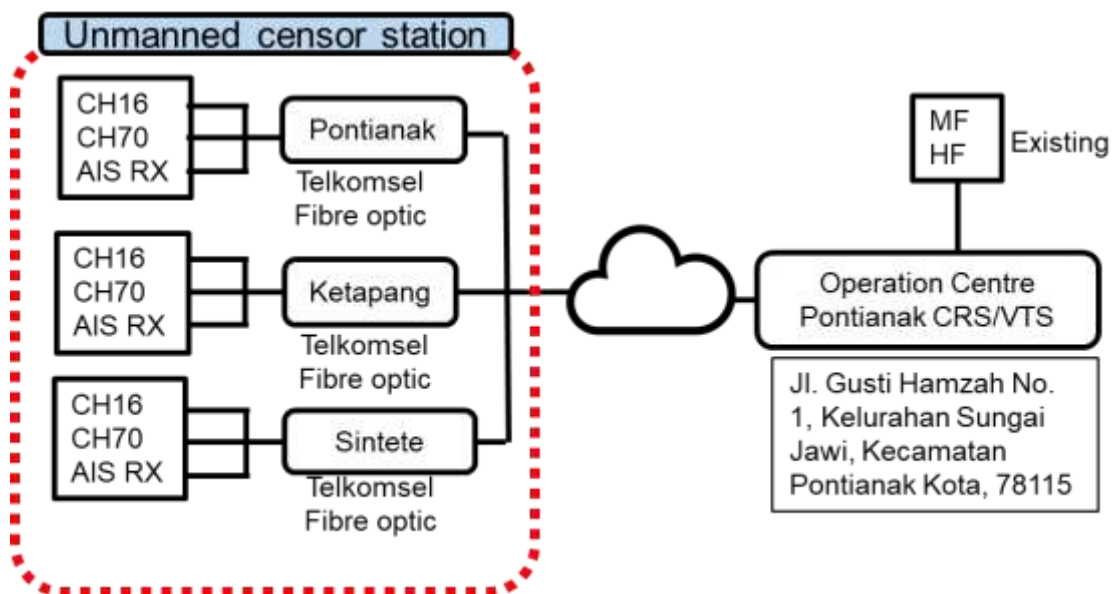 Unmanned censor station
CH16
CH70
AIS RX
Pontianak
Telkomsel
Fibre optic
CH16
CH70
AIS RX
Ketapang
Telkomsel
Fibre optic
CH16
CH70
AIS RX
Sintete
Telkomsel
Fibre optic
MF
HF
Existing
Operation Centre
Pontianak CRS/VTS
Jl. Gusti Hamzah No.
1, Kelurahan Sungai
Jawi, Kecamatan
Pontianak Kota, 78115